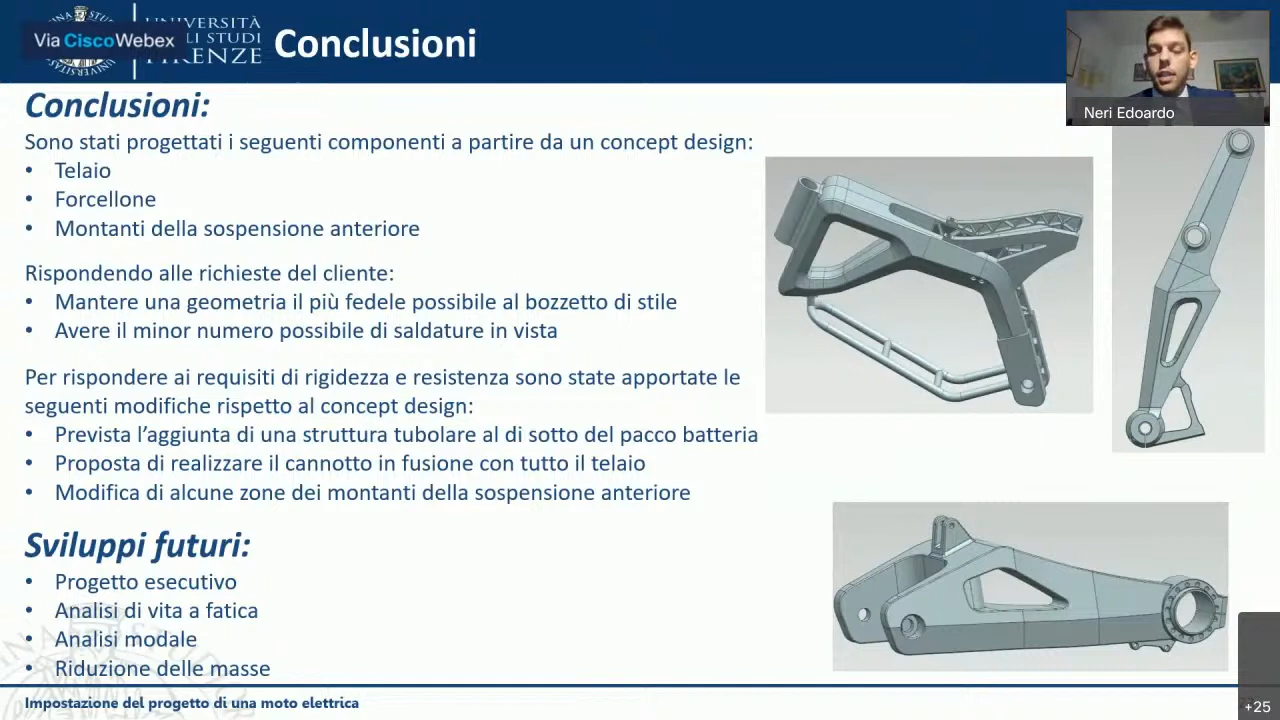 Via Cisco Webex
UNIVERSITÀ
DEGLI STUDI
FIRENZE
Conclusioni
Neri Edoardo
Conclusioni:
Sono stati progettati i seguenti componenti a partire da un concept design:
• Telaio
• Forcellone
• Montanti della sospensione anteriore
Rispondendo alle richieste del cliente:
• Mantere una geometria il più fedele possibile al bozzetto di stile
• Avere il minor numero possibile di saldature in vista
Per rispondere ai requisiti di rigidezza e resistenza sono state apportate le
seguenti modifiche rispetto al concept design:
• Prevista l’aggiunta di una struttura tubolare al di sotto del pacco batteria
• Proposta di realizzare il cannotto in fusione con tutto il telaio
• Modifica di alcune zone dei montanti della sospensione anteriore
Sviluppi futuri:
• Progetto esecutivo
• Analisi di vita a fatica
• Analisi modale
• Riduzione delle masse
Impostazione del progetto di una moto elettrica
+25